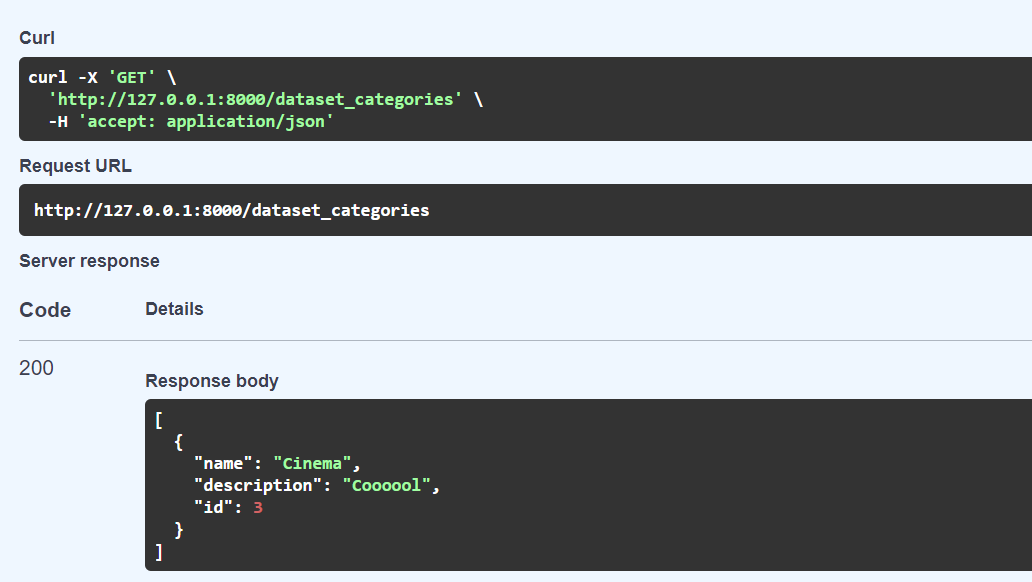 Curl
curl -X 'GET' \
'http://127.0.0.1:8000/dataset_categories' \
-H 'accept: application/json'
Request URL
http://127.0.0.1:8000/dataset_categories
Server response
Code Details
200
Response body
[
{
"name": "Cinema",
"description": "Coooool",
"id": 3
}
]